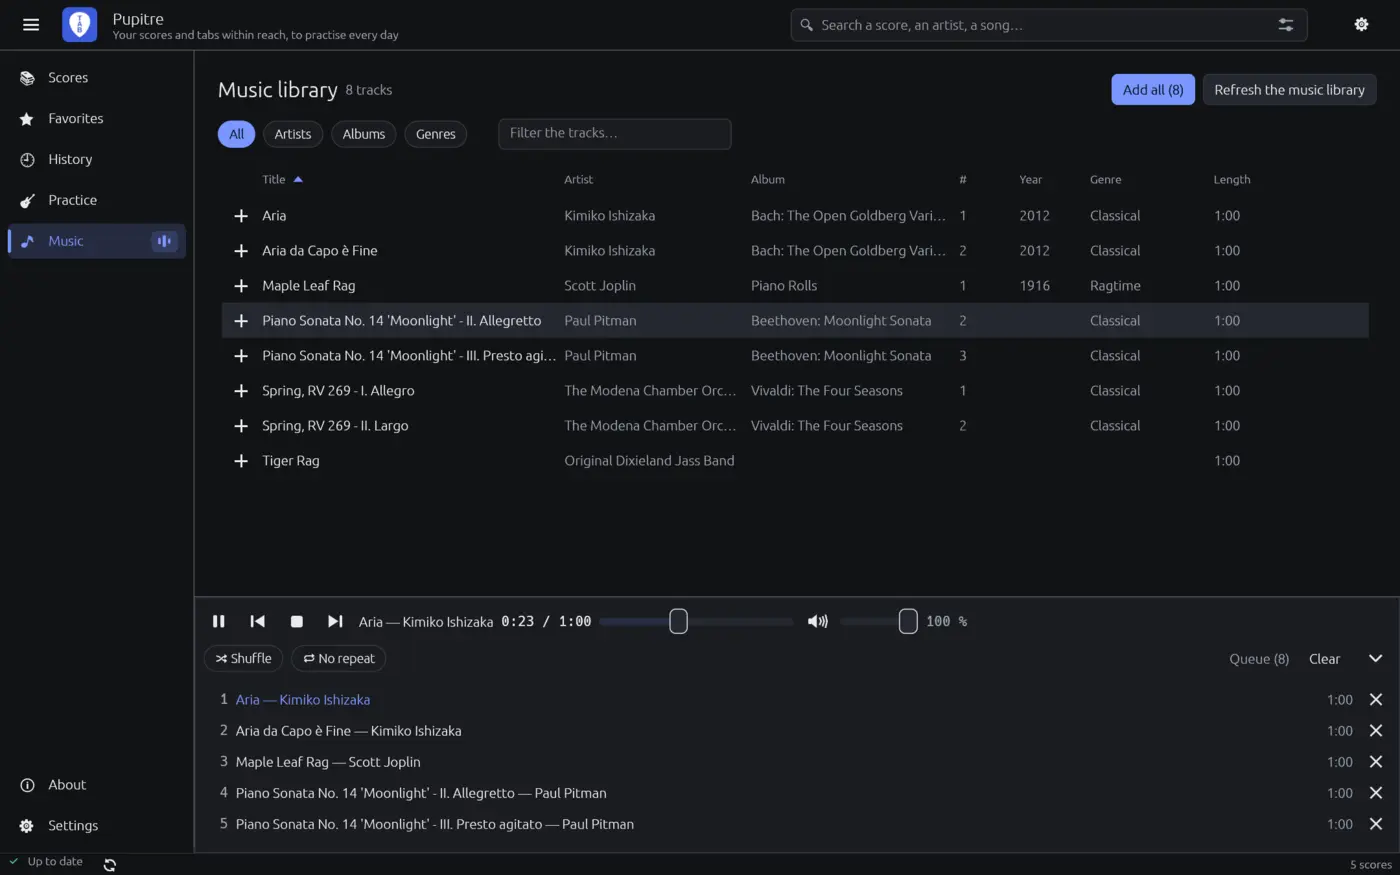 Pupitre
Your scores and tabs within reach, to practise every day
TAB
Search a score, an artist, a song…
Scores
Favorites
History
Practice
Music
About
Settings
Up to date
Music library 8 tracks
Add all (8) Refresh the music library
All Artists Albums Genres Filter the tracks…
Title Artist Album # Year Genre Length
Aria Kimiko Ishizaka Bach: The Open Goldberg Vari… 1 2012 Classical 1:00
Aria da Capo è Fine Kimiko Ishizaka Bach: The Open Goldberg Vari… 2 2012 Classical 1:00
Maple Leaf Rag Scott Joplin Piano Rolls 1 1916 Ragtime 1:00
Piano Sonata No. 14 'Moonlight' - II. Allegretto Paul Pitman Beethoven: Moonlight Sonata 2 Classical 1:00
Piano Sonata No. 14 'Moonlight' - III. Presto agi… Paul Pitman Beethoven: Moonlight Sonata 3 Classical 1:00
Spring, RV 269 - I. Allegro The Modena Chamber Orc… Vivaldi: The Four Seasons 1 Classical 1:00
Spring, RV 269 - II. Largo The Modena Chamber Orc… Vivaldi: The Four Seasons 2 Classical 1:00
Tiger Rag Original Dixieland Jass Band 1:00
Aria — Kimiko Ishizaka 0:23 / 1:00 100 %
Shuffle No repeat Queue (8) Clear
1 Aria — Kimiko Ishizaka 1:00
2 Aria da Capo è Fine — Kimiko Ishizaka 1:00
3 Maple Leaf Rag — Scott Joplin 1:00
4 Piano Sonata No. 14 'Moonlight' - II. Allegretto — Paul Pitman 1:00
5 Piano Sonata No. 14 'Moonlight' - III. Presto agitato — Paul Pitman 1:00
5 scores